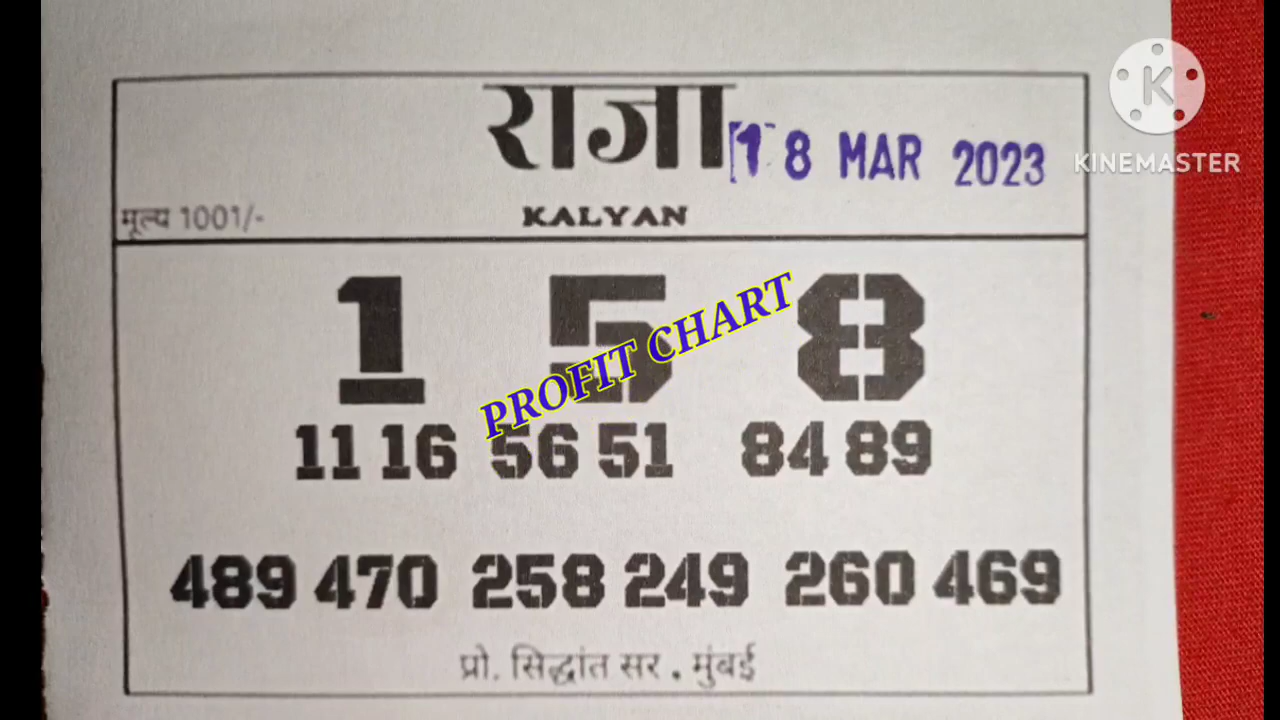 राजा
18 MAR 2023
KINEMASTER
मूल्य 1001/-
KALYAN
1 5 8
PROFIT CHART
11 16 56 51 84 89
489 470 258 249 260 469
प्रो. सिद्धांत सर . मुंबई